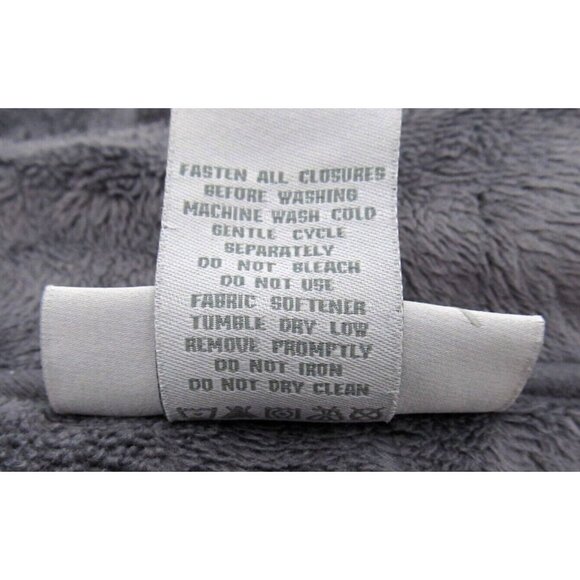 FASTEN ALL CLOSURES
BEFORE WASHING
MACHINE WASH COLD
GENTLE CYCLE
SEPARATELY
DO NOT BLEACH
DO NOT USE
FABRIC SOFTENER
TUMBLE DRY LOW
REMOVE PROMPTLY
DO NOT IRON
DO NOT DRY CLEAN